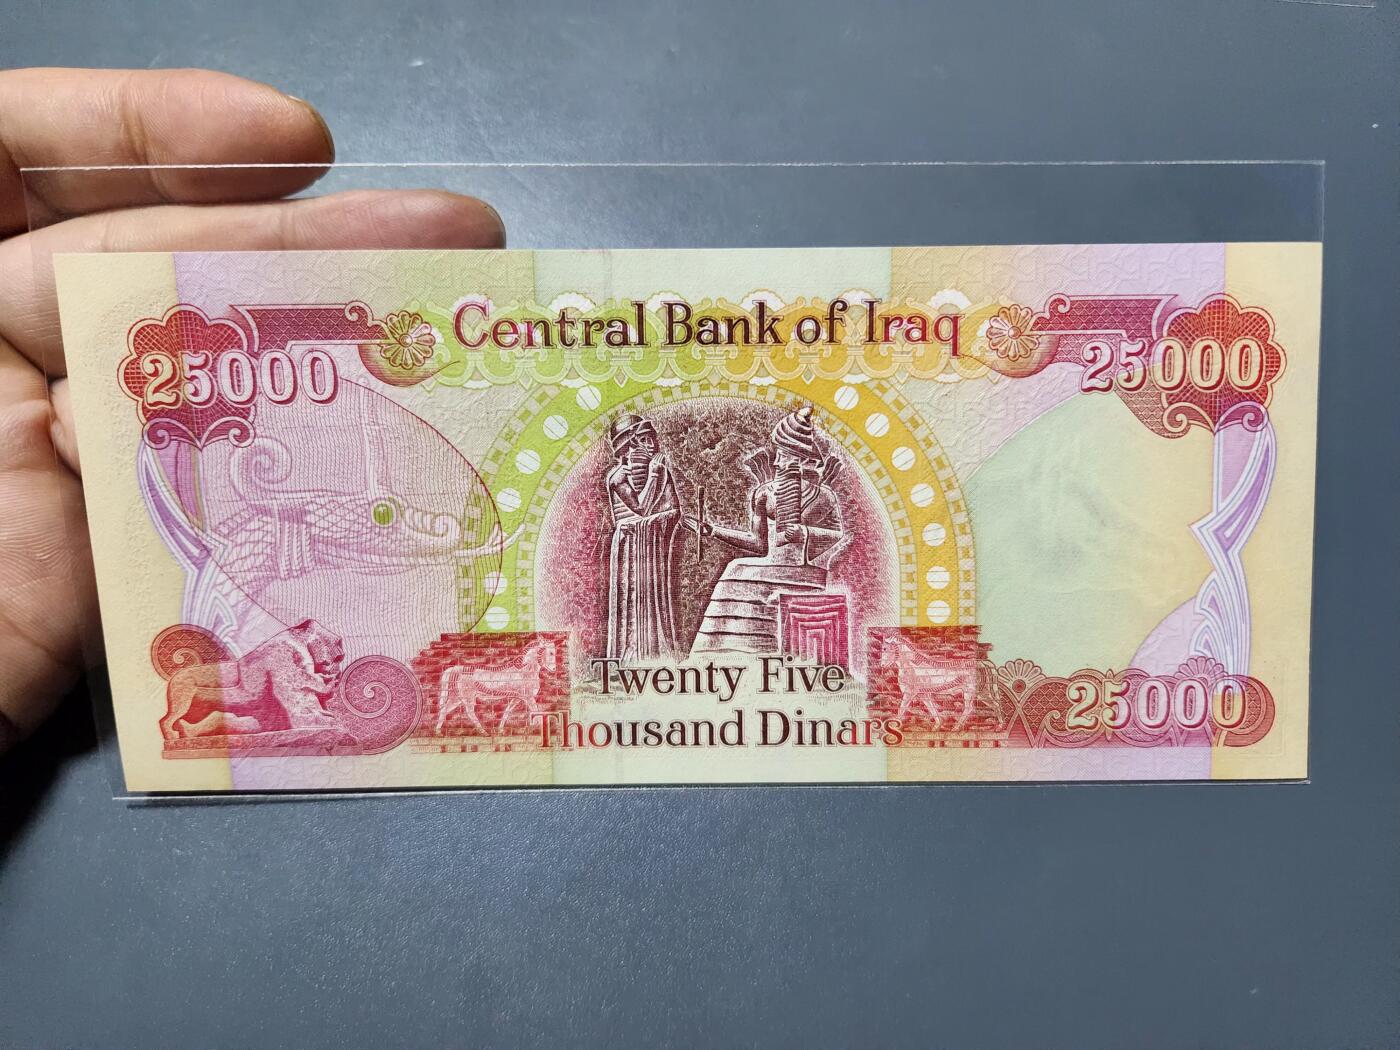 Central Bank of Iraq
25000
25000
Twenty Five
Thousand Dinars
25000